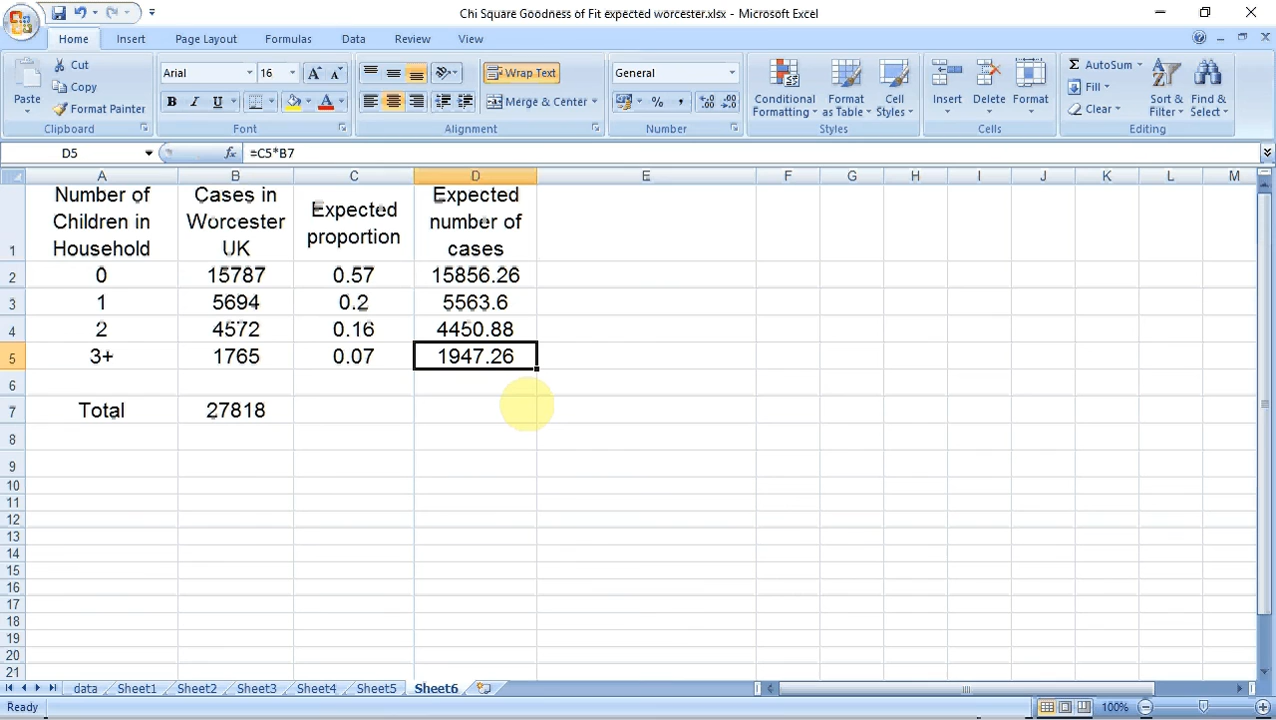 Chi Square Goodness of Fit expected worcester.xlsx - Microsoft Excel
Home Insert Page Layout Formulas Data Review View
Paste
Cut
Copy
Format Painter
Clipboard
Arial 16
B I U
Font
Wrap Text
Merge & Center
Alignment
General
% ,
Number
Conditional Formatting
Format as Table
Cell Styles
Styles
Insert
Delete
Format
Cells
Σ AutoSum
Fill
Clear
Sort & Filter
Find & Select
Editing
D5 fx =C5*B7
A B C D E F G H I J K L M
1 Number of Children in Household Cases in Worcester UK Expected proportion Expected number of cases
2 0 15787 0.57 15856.26
3 1 5694 0.2 5563.6
4 2 4572 0.16 4450.88
5 3+ 1765 0.07 1947.26
6
7 Total 27818
8
9
10
11
12
13
14
15
16
17
18
19
20
21
data Sheet1 Sheet2 Sheet3 Sheet4 Sheet5 Sheet6
Ready 100%